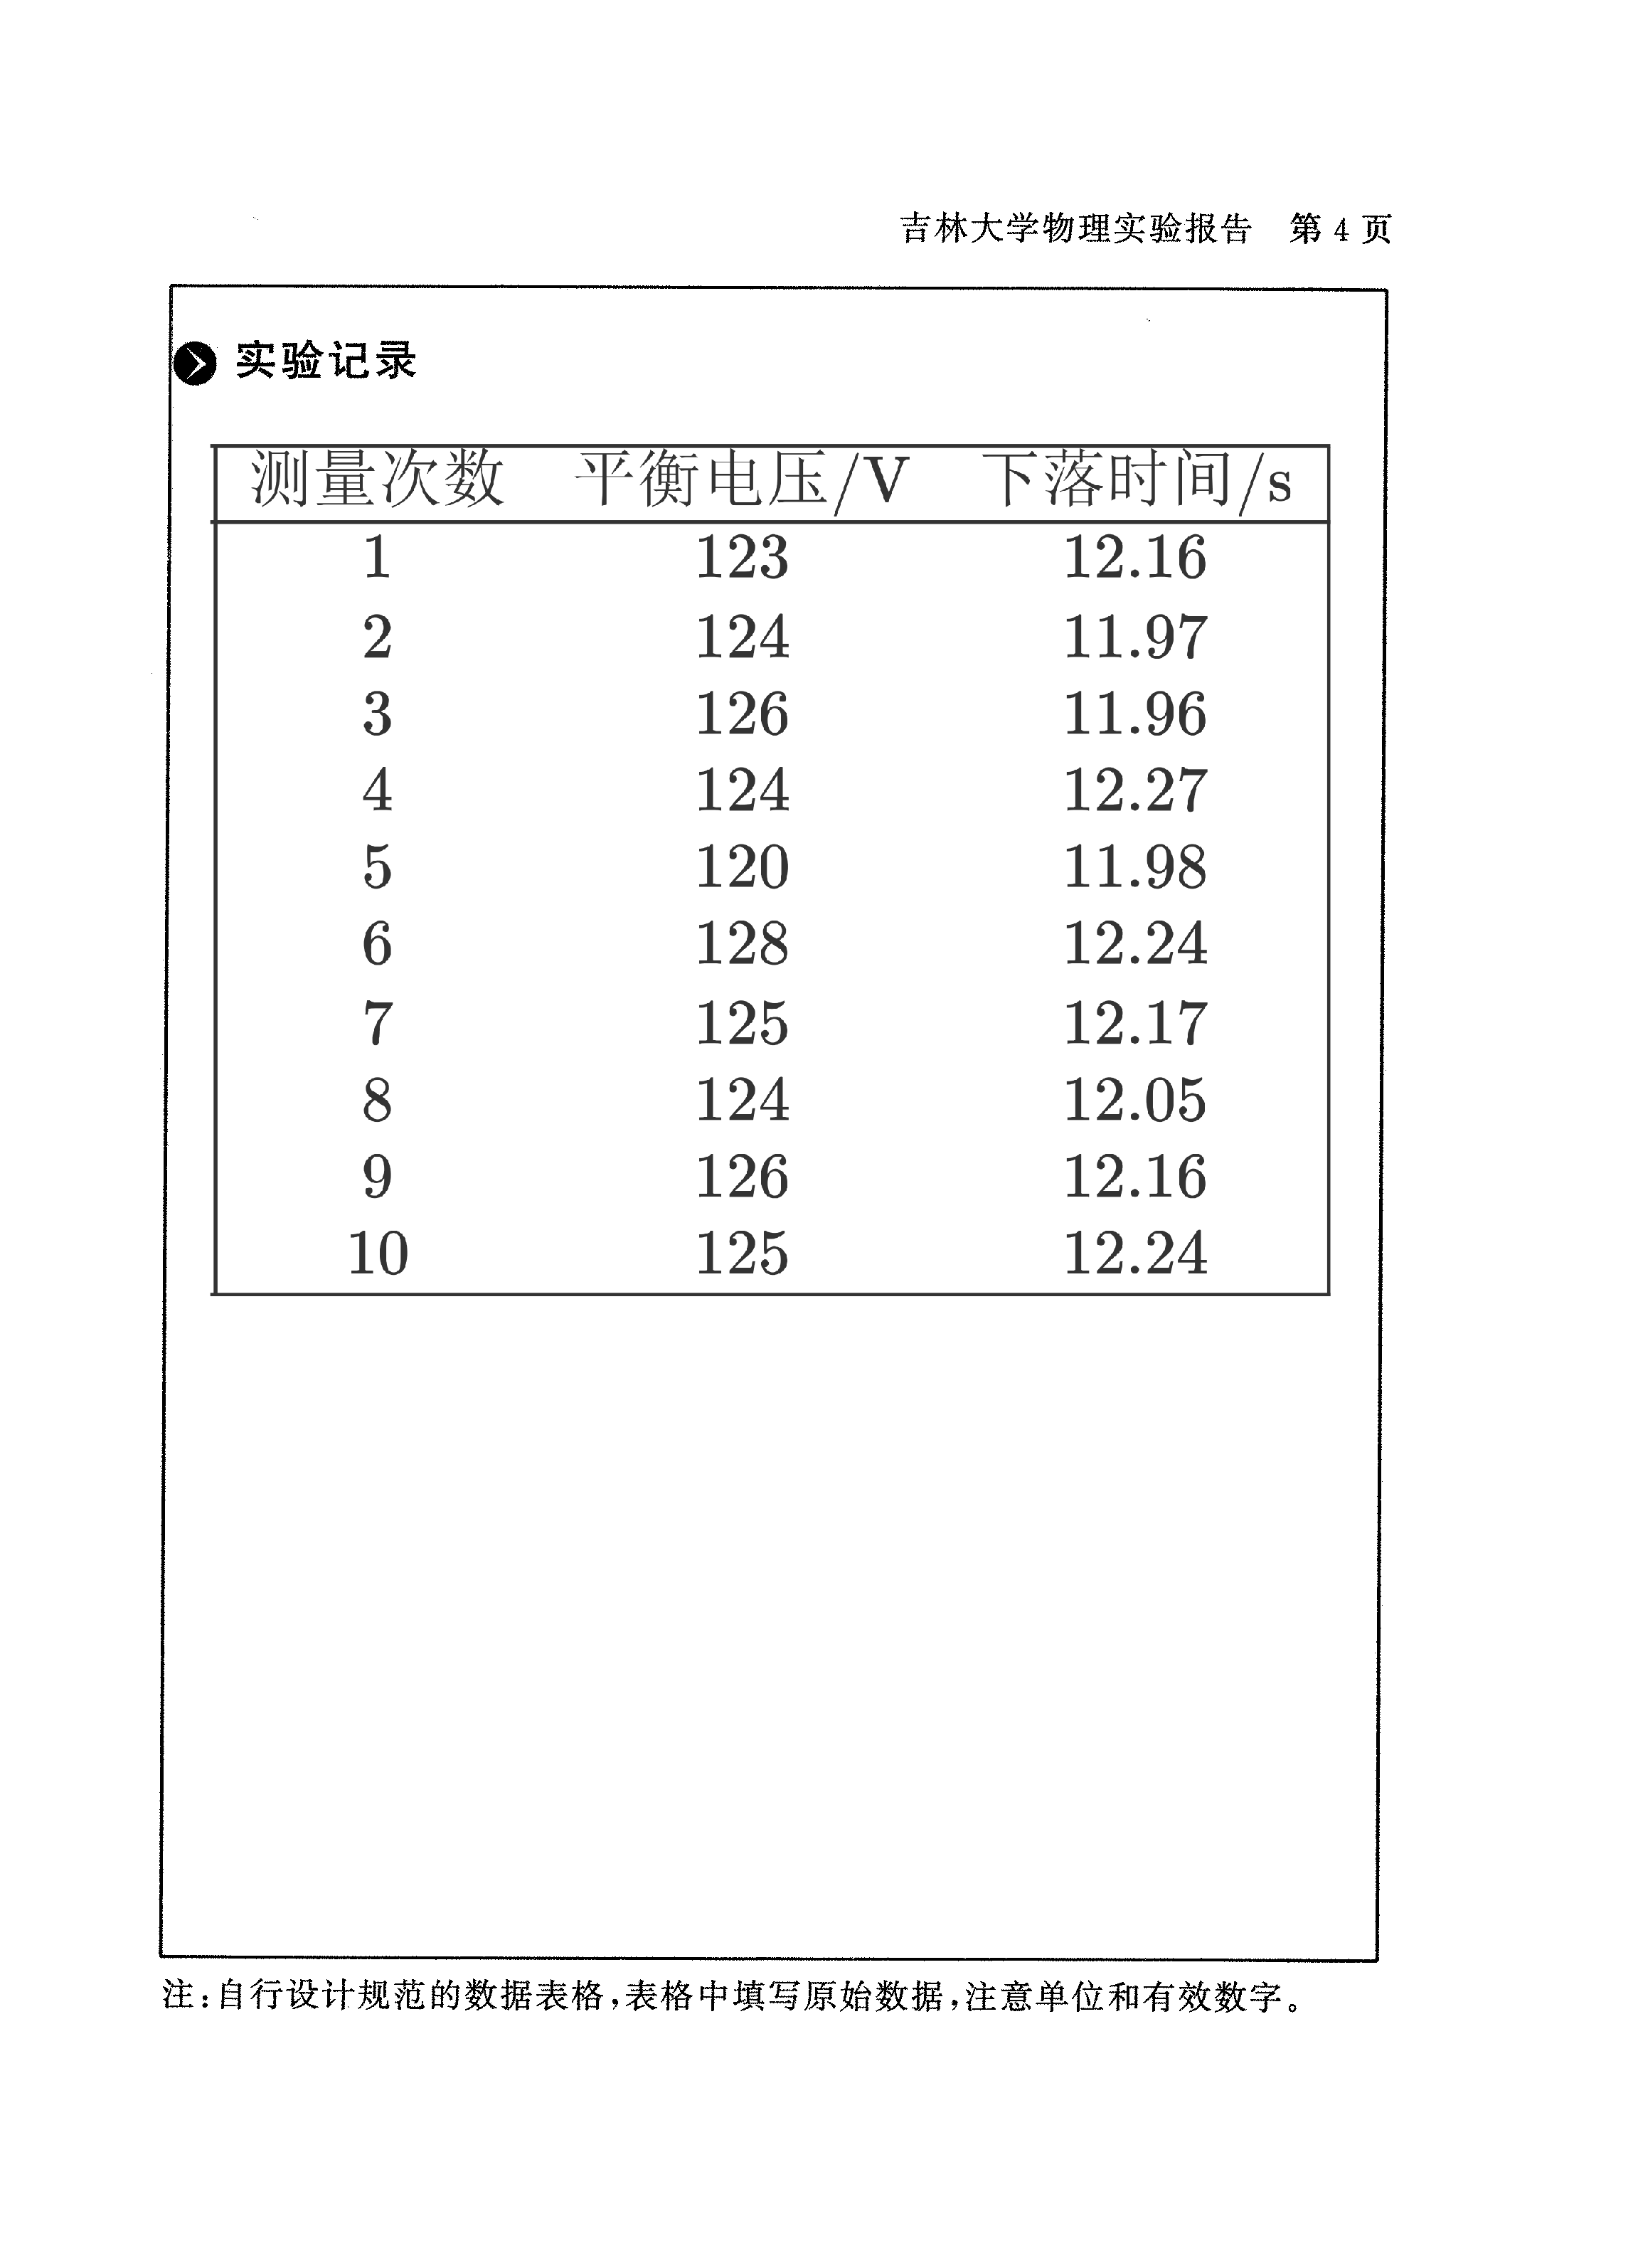 吉林大学物理实验报告 第 4 页
实验记录
测量次数 平衡电压/V 下落时间/s
1 123 12.16
2 124 11.97
3 126 11.96
4 124 12.27
5 120 11.98
6 128 12.24
7 125 12.17
8 124 12.05
9 126 12.16
10 125 12.24
注:自行设计规范的数据表格,表格中填写原始数据,注意单位和有效数字。